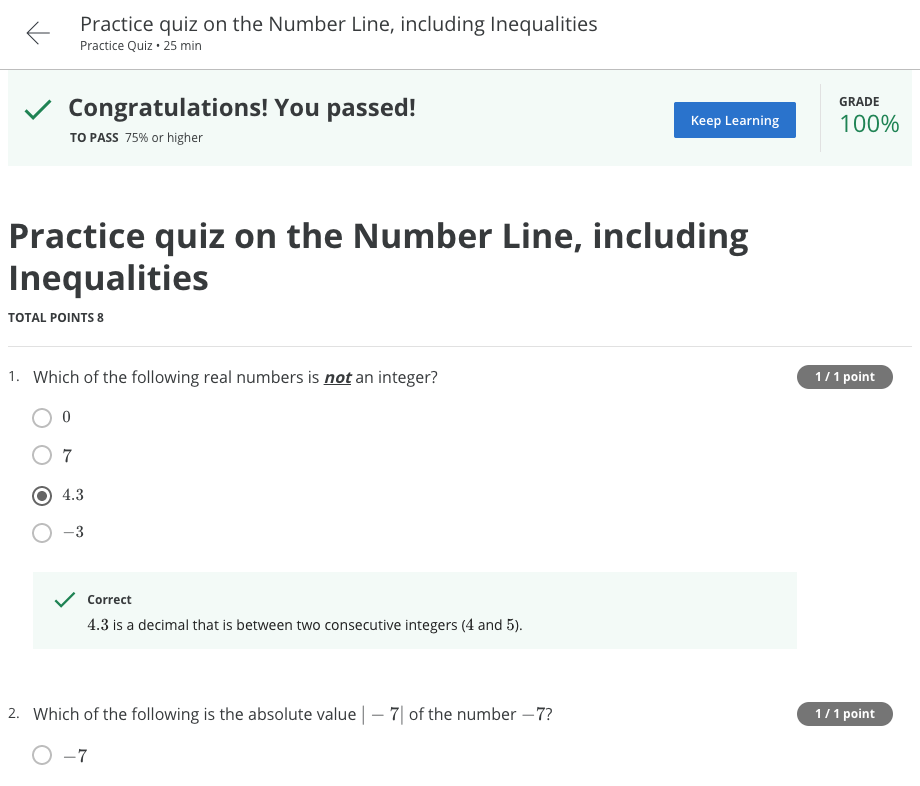 Practice quiz on the Number Line, including Inequalities
Practice Quiz • 25 min
Congratulations! You passed!
TO PASS 75% or higher
Keep Learning
GRADE
100%
Practice quiz on the Number Line, including
Inequalities
TOTAL POINTS 8
1. Which of the following real numbers is not an integer?
1 / 1 point
0
7
4.3
−3
Correct
4.3 is a decimal that is between two consecutive integers (4 and 5).
2. Which of the following is the absolute value | − 7| of the number −7?
1 / 1 point
−7